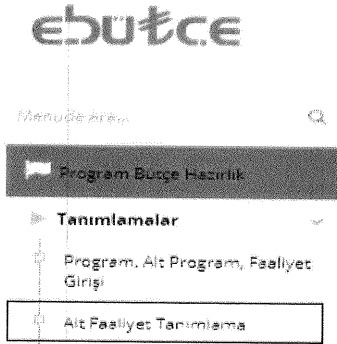 ebütçe
Menüde ara...
Program Bütçe Hazırlık
Tanımlamalar
Program, Alt Program, Faaliyet
Girişi
Alt Faaliyet Tanımlama